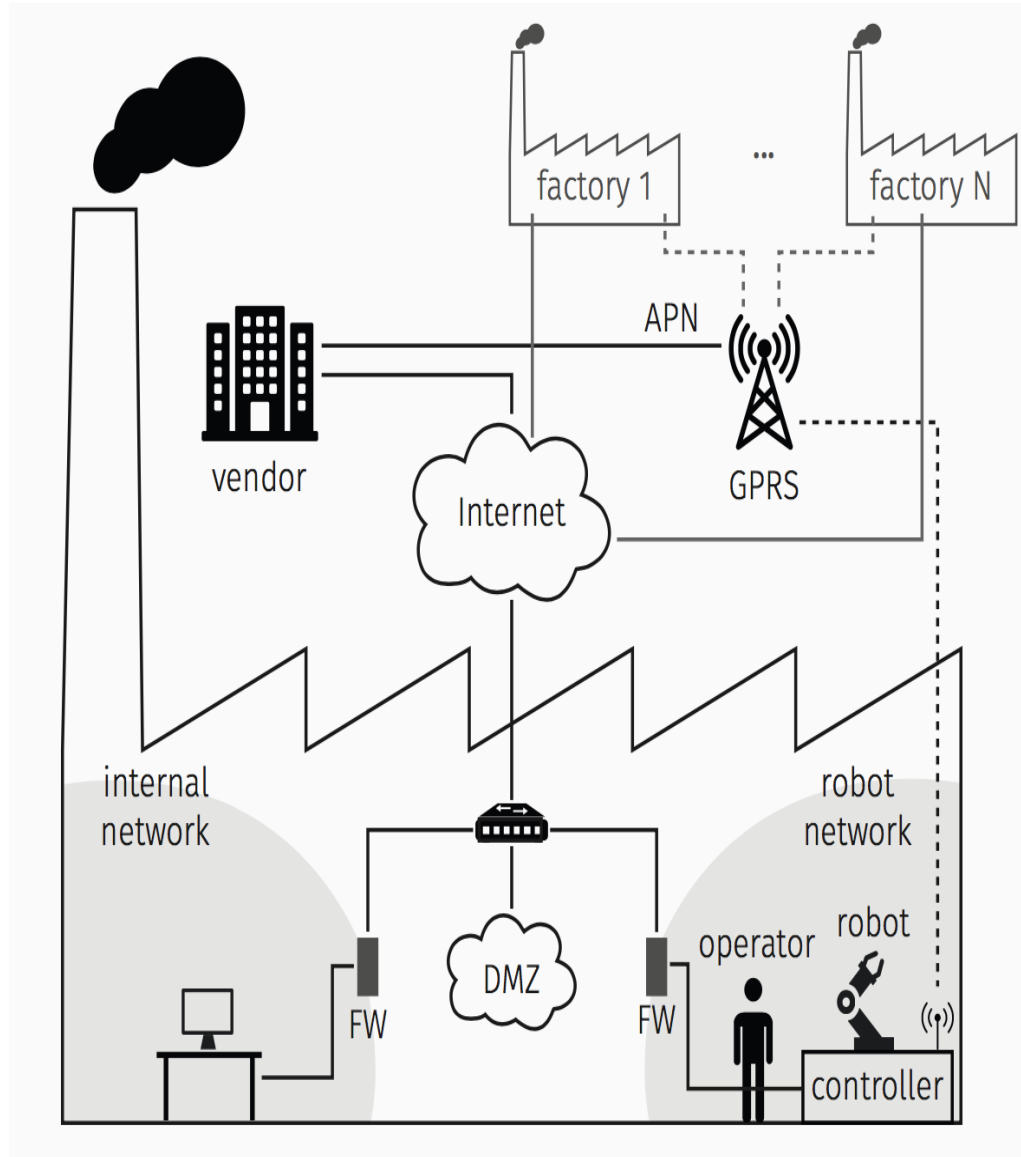 factory 1
...
factory N
APN
vendor
GPRS
Internet
internal
network
robot
network
robot
operator
DMZ
FW
FW
controller